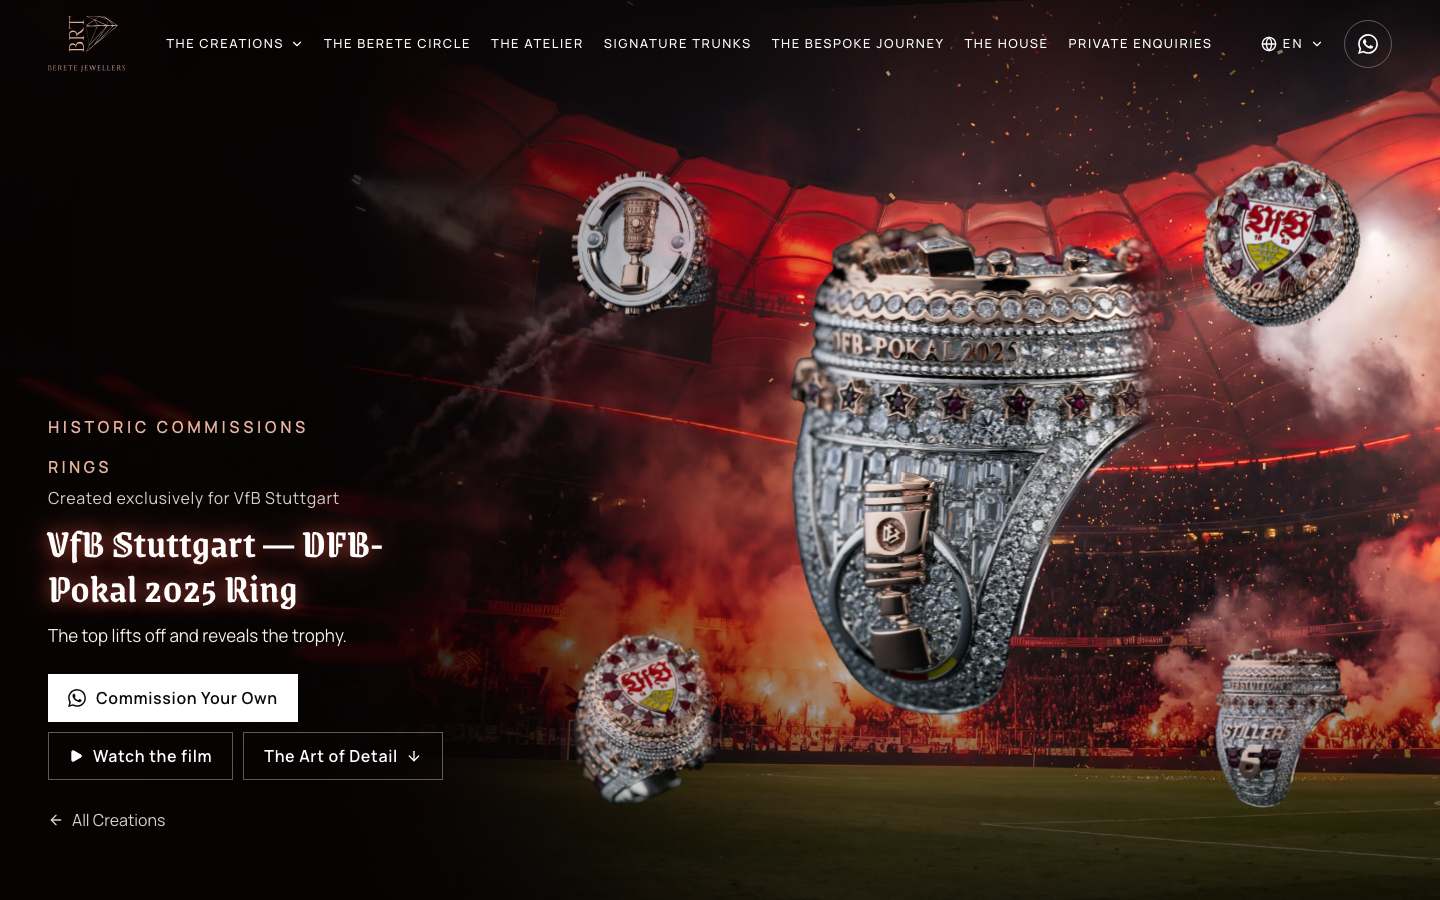 BRT
BERETE JEWELLERS
THE CREATIONS
THE BERETE CIRCLE
THE ATELIER
SIGNATURE TRUNKS
THE BESPOKE JOURNEY
THE HOUSE
PRIVATE ENQUIRIES
EN
VfB
DFB-POKAL 2025
HISTORIC COMMISSIONS
RINGS
Created exclusively for VfB Stuttgart
VfB Stuttgart — DFB-
Pokal 2025 Ring
The top lifts off and reveals the trophy.
VfB
STILLER
6
Commission Your Own
Watch the film
The Art of Detail
All Creations